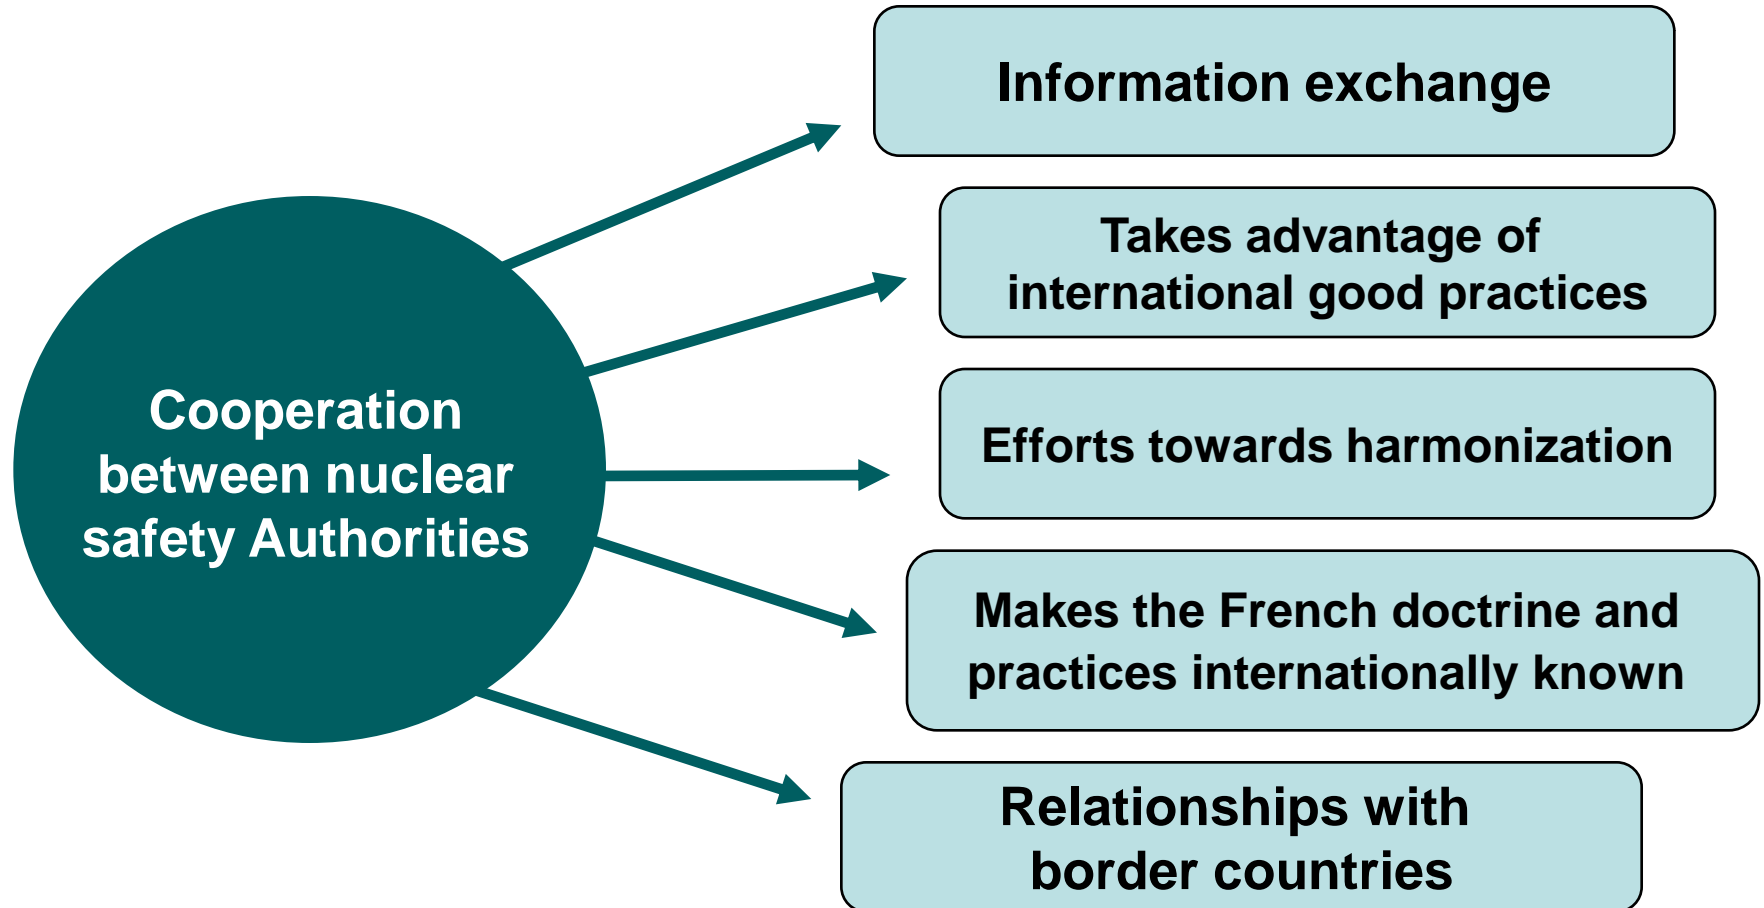 Information exchange
Takes advantage of
international good practices
Cooperation
between nuclear
safety Authorities
Efforts towards harmonization
Makes the French doctrine and
practices internationally known
Relationships with
border countries